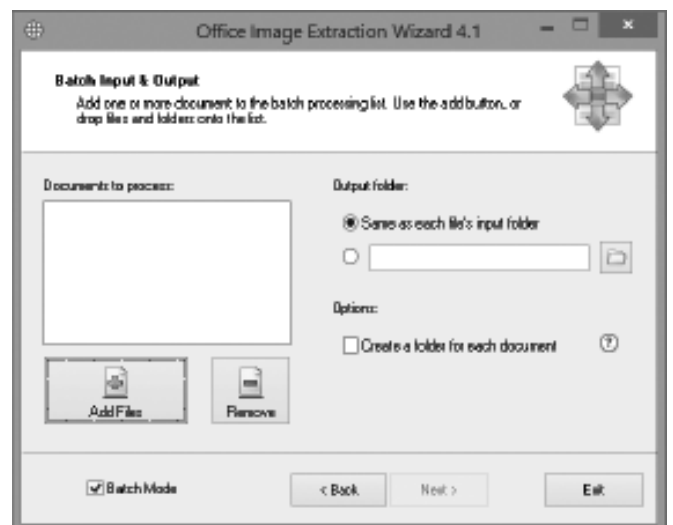 Office Image Extraction Wizard 4.1
Batch Input & Output
Add one or more document to the batch processing list. Use the add button, or
drop files and folders onto the list.
Documents to process:
Output folder:
Same as each file's input folder
Options:
Create a folder for each document
?
Add Files
Remove
Batch Mode
< Back
Next >
Exit